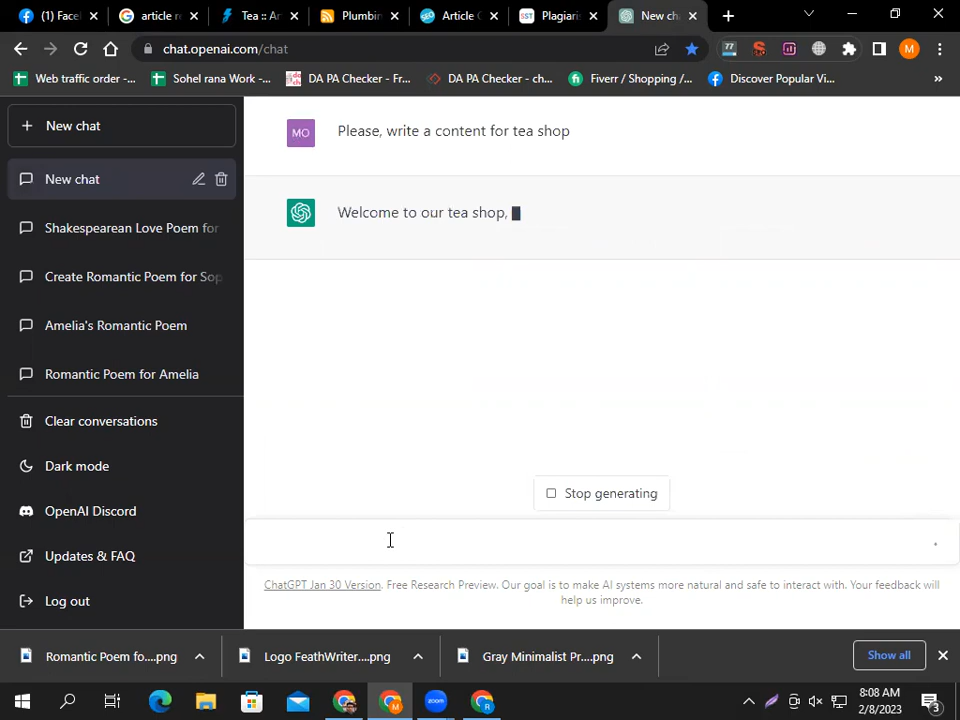 (1) Facel
article r
Tea :: Ar
Plumbin
Article C
Plagiaris
New cha
chat.openai.com/chat
Web traffic order -...
Sohel rana Work -...
DA PA Checker - Fr...
DA PA Checker - ch...
Fiverr / Shopping /...
Discover Popular Vi...
»
New chat
New chat
Shakespearean Love Poem for
Create Romantic Poem for Sop
Amelia's Romantic Poem
Romantic Poem for Amelia
Clear conversations
Dark mode
OpenAI Discord
Updates & FAQ
Log out
MO
Please, write a content for tea shop
Welcome to our tea shop,
Stop generating
ChatGPT Jan 30 Version. Free Research Preview. Our goal is to make AI systems more natural and safe to interact with. Your feedback will
help us improve.
Romantic Poem fo....png
Logo FeathWriter....png
Gray Minimalist Pr....png
Show all
8:08 AM
2/8/2023
3